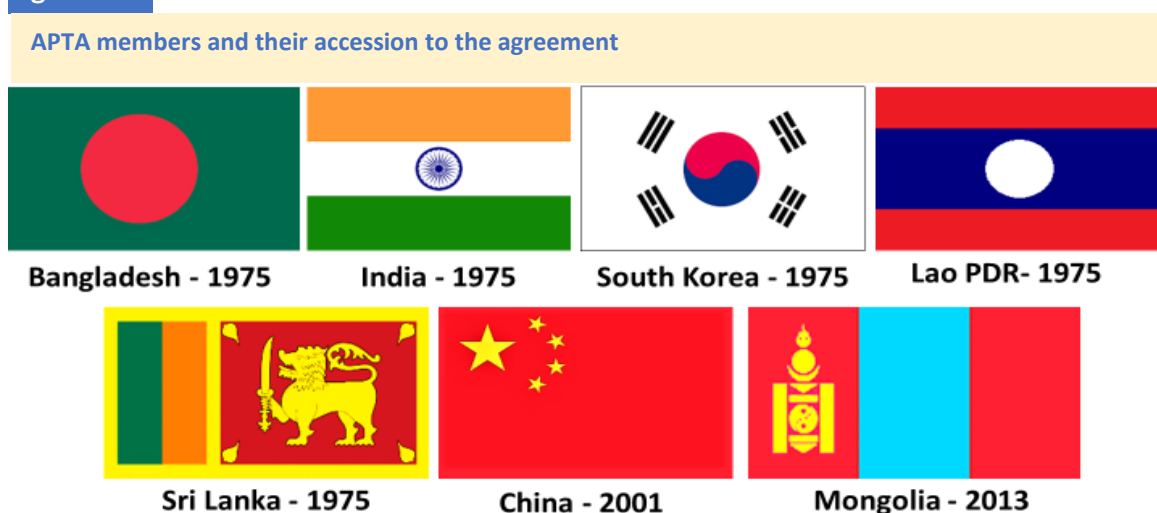 APTA members and their accession to the agreement
Bangladesh - 1975
India - 1975
South Korea - 1975
Lao PDR- 1975
Sri Lanka - 1975
China - 2001
Mongolia - 2013